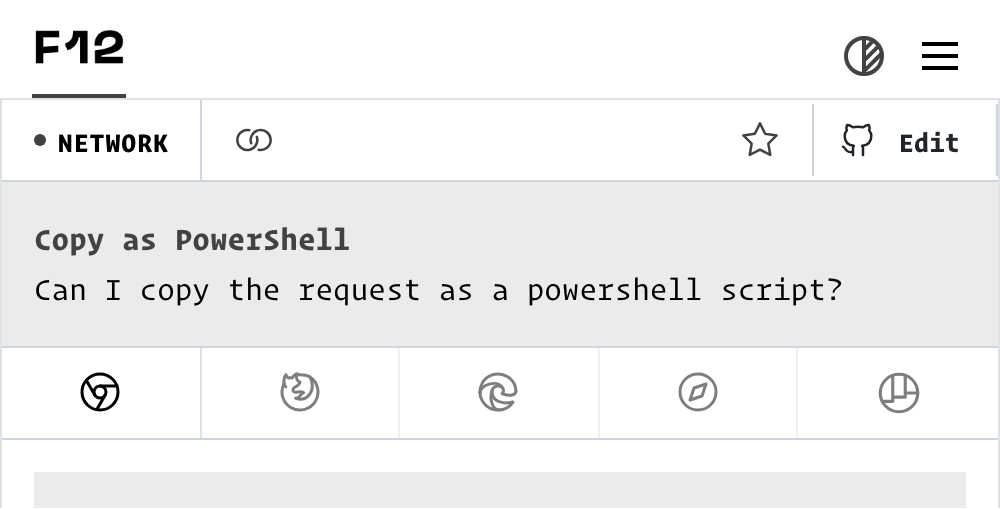 F12
NETWORK
Edit
Copy as PowerShell
Can I copy the request as a powershell script?